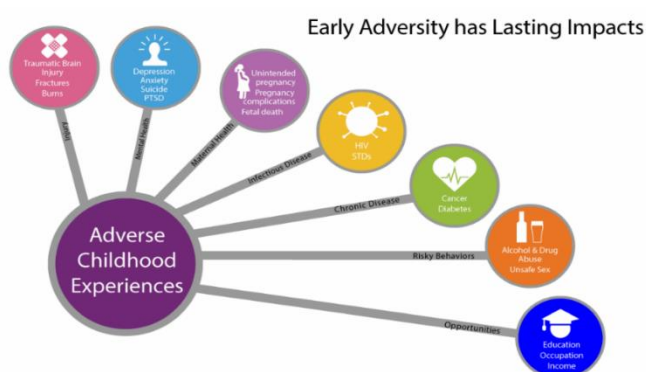 Early Adversity has Lasting Impacts
Traumatic Brain
Injury
Fractures
Burns
Depression
Anxiety
Suicide
PTSD
Unintended
pregnancy
Pregnancy
complications
Fetal death
HIV
STDs
Cancer
Diabetes
Alcohol & Drug
Abuse
Unsafe Sex
Education
Occupation
Income
Injury
Mental Health
Maternal Health
Infectious Disease
Chronic Disease
Risky Behaviors
Opportunities
Adverse
Childhood
Experiences